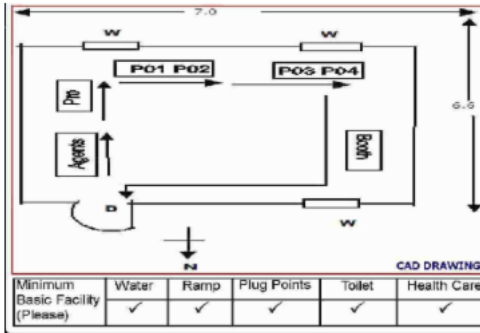 7.0
W
W
P01 P02
P03 P04
6.6
Pro
Agents
Booth
D
W
N
CAD DRAWING
Minimum Basic Facility (Please)
Water
Ramp
Plug Points
Toilet
Health Care
✓
✓
✓
✓
✓